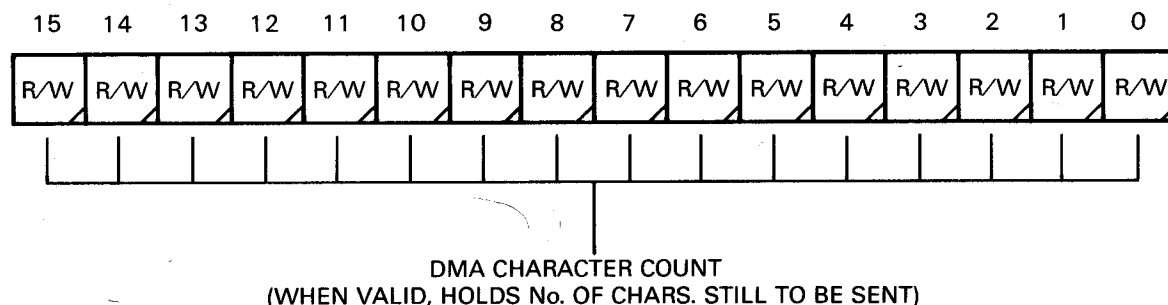 15 14 13 12 11 10 9 8 7 6 5 4 3 2 1 0
R/W R/W R/W R/W R/W R/W R/W R/W R/W R/W R/W R/W R/W R/W R/W R/W
DMA CHARACTER COUNT
(WHEN VALID, HOLDS No. OF CHARS. STILL TO BE SENT)